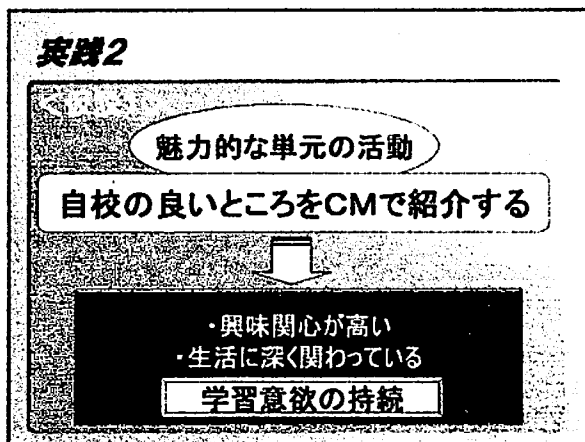 実践2
魅力的な単元の活動
自校の良いところをCMで紹介する
・興味関心が高い
・生活に深く関わっている
学習意欲の持続